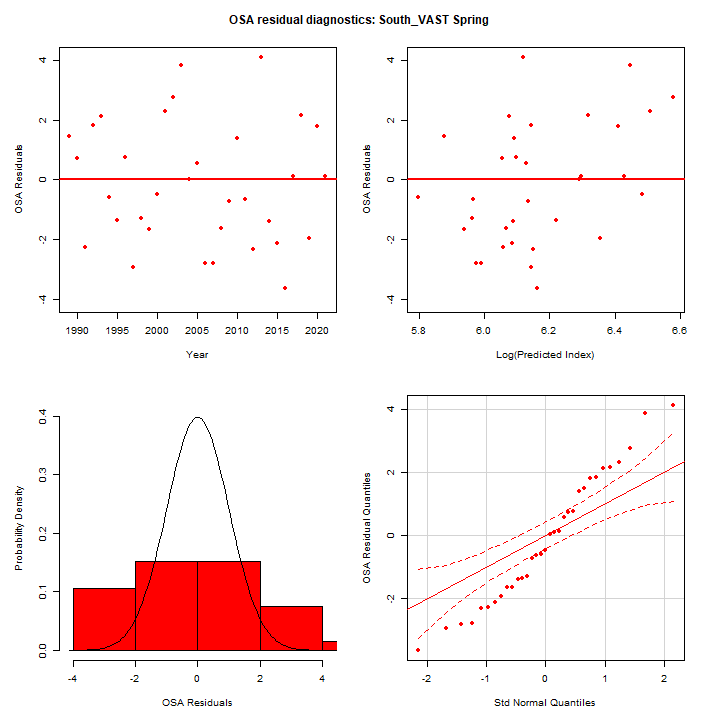 OSA residual diagnostics: South_VAST Spring
OSA Residuals
4
2
0
-2
-4
1990 1995 2000 2005 2010 2015 2020
Year
OSA Residuals
4
2
0
-2
-4
5.8 6.0 6.2 6.4 6.6
Log(Predicted Index)
Probability Density
0.4
0.3
0.2
0.1
0.0
-4 -2 0 2 4
OSA Residuals
OSA Residual Quantiles
4
2
0
-2
-2 -1 0 1 2
Std Normal Quantiles